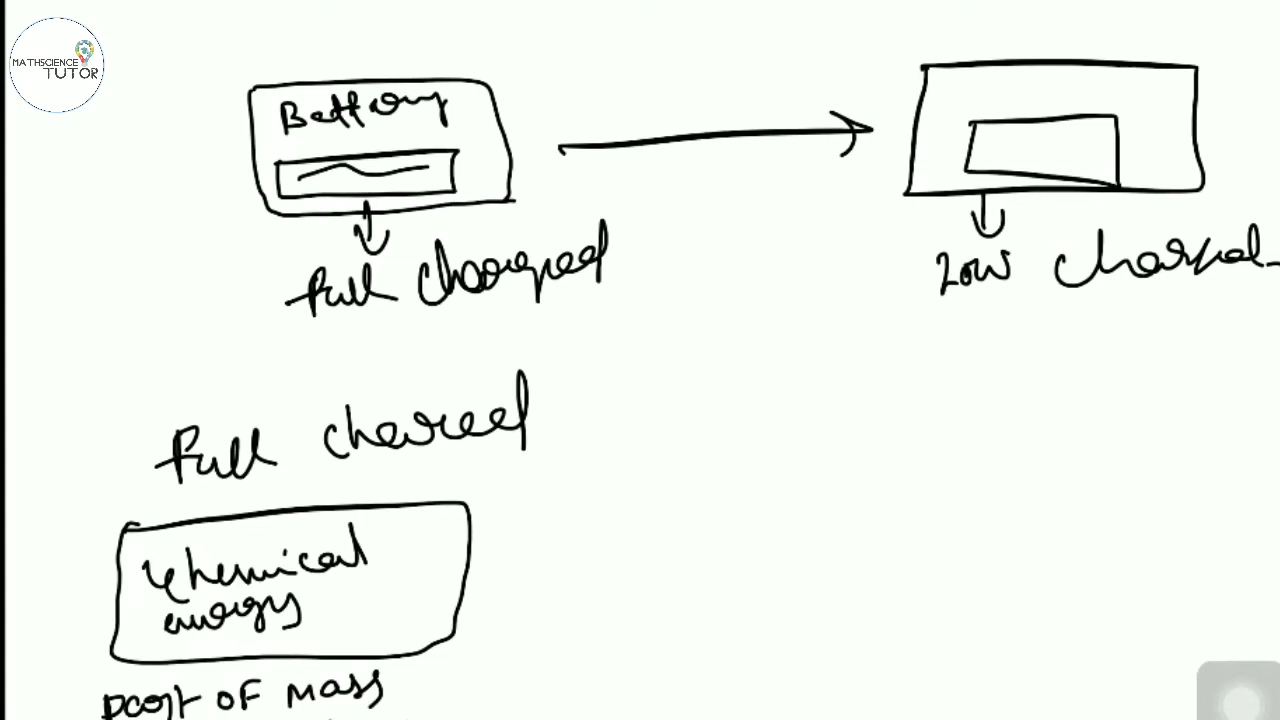 MATHSCIENCE
TUTOR
Battery
full charged
Low charged
full charged
chemical
energy
part of mass